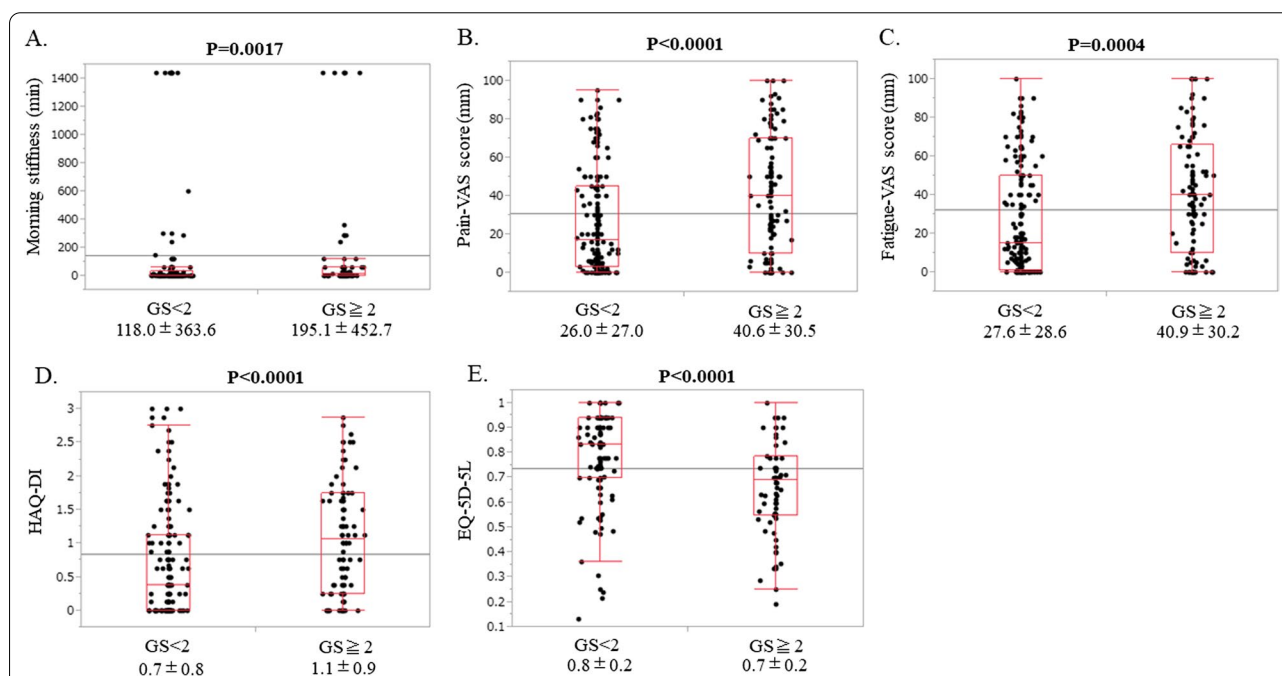 A.
P=0.0017
Morning stiffness (min)
1400
1200
1000
800
600
400
200
0
GS<2
GS≧2
118.0±363.6
195.1±452.7
B.
P<0.0001
Pain-VAS score (mm)
100
80
60
40
20
0
GS<2
GS≧2
26.0±27.0
40.6±30.5
C.
P=0.0004
Fatigue-VAS score (mm)
100
80
60
40
20
0
GS<2
GS≧2
27.6±28.6
40.9±30.2
D.
P<0.0001
HAQ-DI
3
2.5
2
1.5
1
0.5
0
GS<2
GS≧2
0.7±0.8
1.1±0.9
E.
P<0.0001
EQ-5D-5L
1
0.9
0.8
0.7
0.6
0.5
0.4
0.3
0.2
0.1
GS<2
GS≧2
0.8±0.2
0.7±0.2